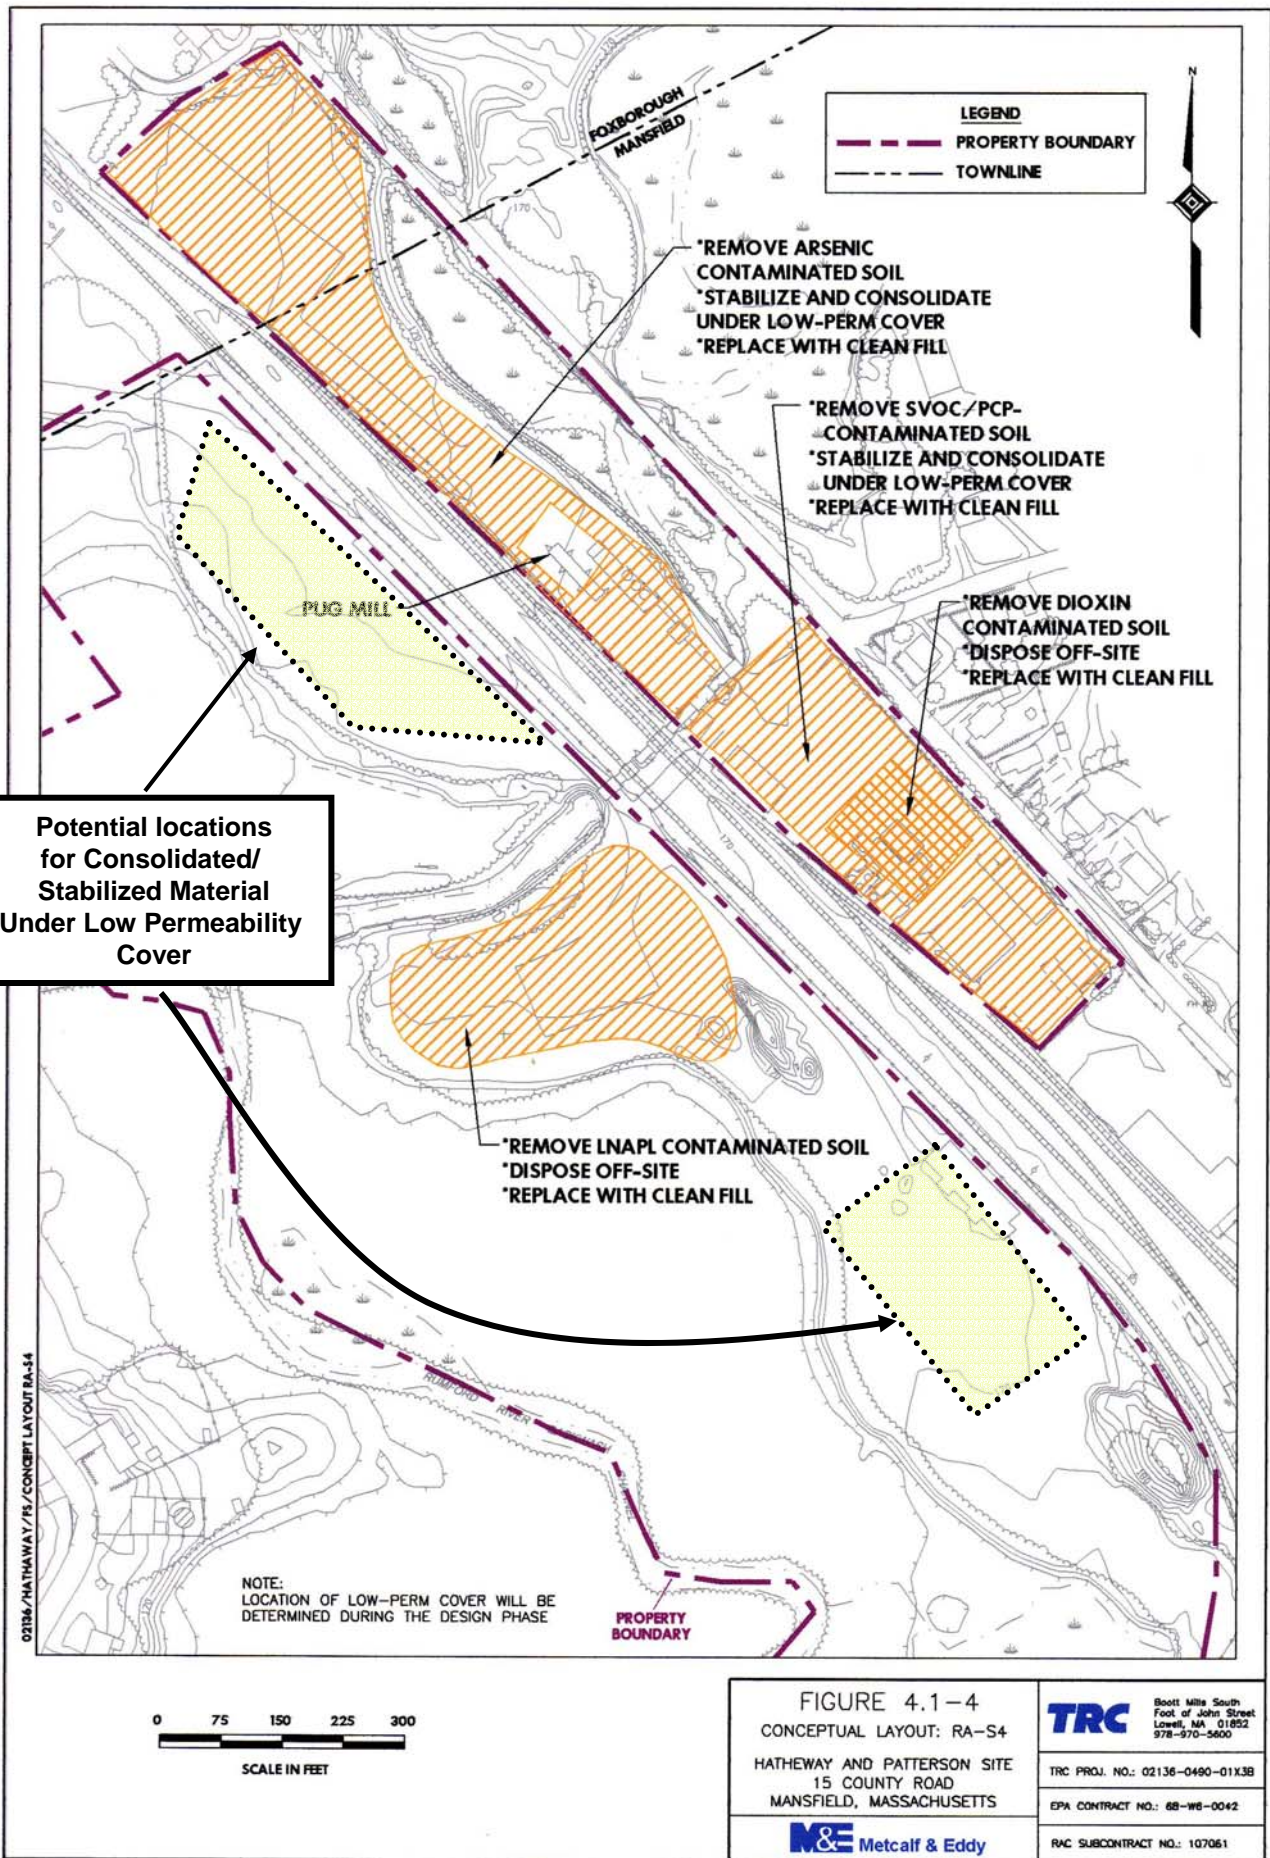 FOXBOROUGH
MANSFIELD
N
LEGEND
PROPERTY BOUNDARY
TOWNLINE
170
*REMOVE ARSENIC
CONTAMINATED SOIL
*STABILIZE AND CONSOLIDATE
UNDER LOW-PERM COVER
*REPLACE WITH CLEAN FILL
*REMOVE SVOC/PCP-
CONTAMINATED SOIL
*STABILIZE AND CONSOLIDATE
UNDER LOW-PERM COVER
*REPLACE WITH CLEAN FILL
170
170
PUG MILL
*REMOVE DIOXIN
CONTAMINATED SOIL
*DISPOSE OFF-SITE
*REPLACE WITH CLEAN FILL
170
Potential locations
for Consolidated/
Stabilized Material
Under Low Permeability
Cover
*REMOVE LNAPL CONTAMINATED SOIL
*DISPOSE OFF-SITE
*REPLACE WITH CLEAN FILL
RUMFORD RIVER
180
170
NOTE:
LOCATION OF LOW-PERM COVER WILL BE
DETERMINED DURING THE DESIGN PHASE
PROPERTY
BOUNDARY
02136/HATHAWAY/FS/CONCEPT LAYOUT RA-S4
0 75 150 225 300
SCALE IN FEET
FIGURE 4.1-4
CONCEPTUAL LAYOUT: RA-S4
HATHEWAY AND PATTERSON SITE
15 COUNTY ROAD
MANSFIELD, MASSACHUSETTS
M&E Metcalf & Eddy
TRC
Boott Mills South
Foot of John Street
Lowell, MA 01852
978-970-5600
TRC PROJ. NO.: 02136-0490-01X3B
EPA CONTRACT NO.: 68-W6-0042
RAC SUBCONTRACT NO.: 107061